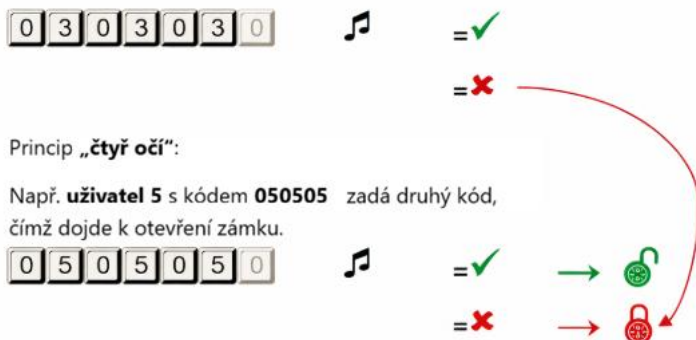 0 3 0 3 0 3 0 =✓
=✗
Princip „čtyř očí“:
Např. uživatel 5 s kódem 050505 zadá druhý kód,
čímž dojde k otevření zámku.
0 5 0 5 0 5 0 =✓ →
=✗ →